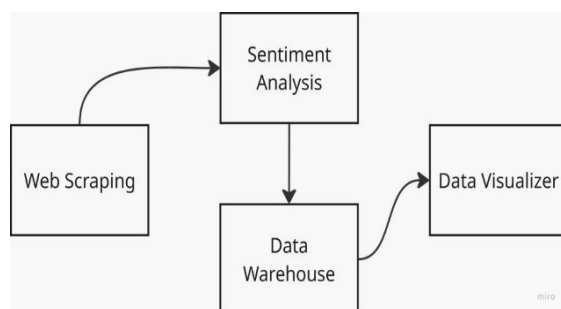 Sentiment
Analysis
Web Scraping
Data Visualizer
Data
Warehouse
miro